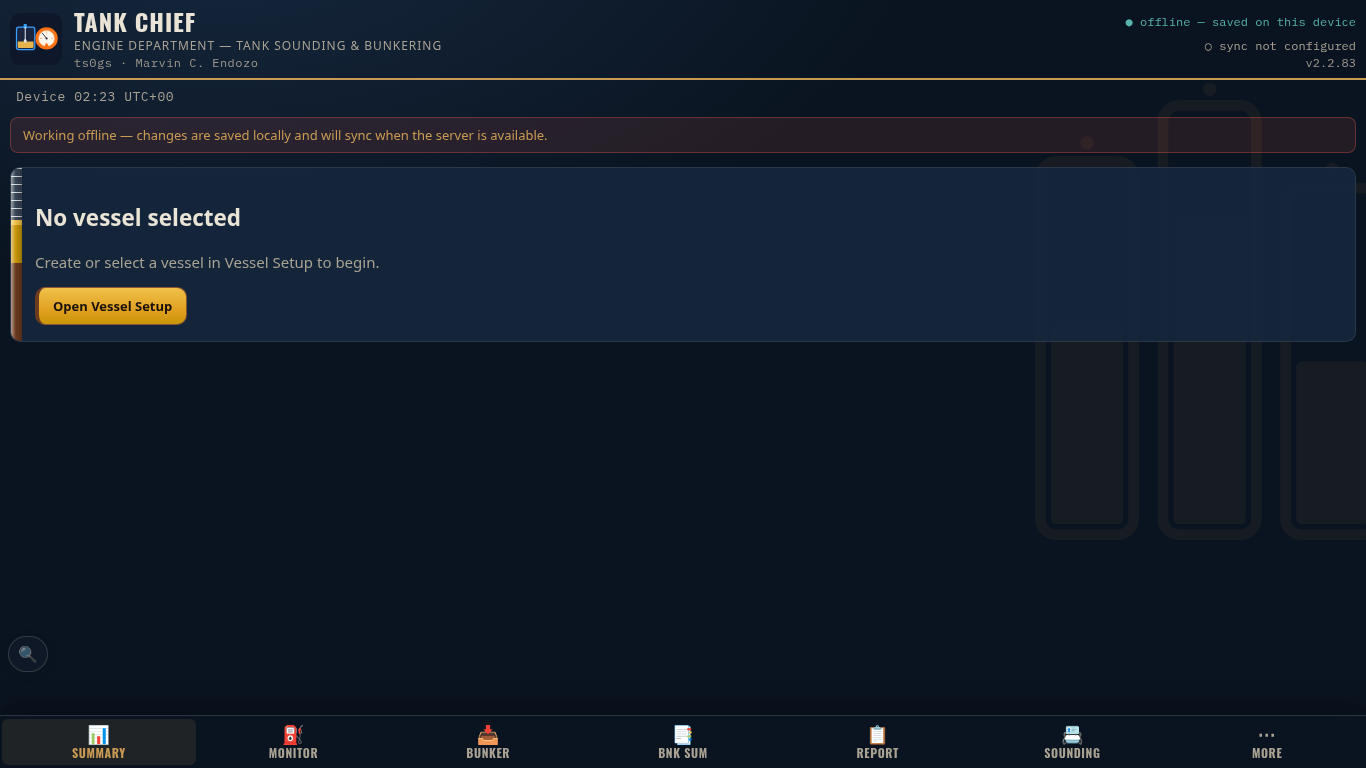 TANK CHIEF
ENGINE DEPARTMENT — TANK SOUNDING & BUNKERING
ts0gs · Marvin C. Endozo
● offline — saved on this device
○ sync not configured
v2.2.83
Device 02:23 UTC+00
Working offline — changes are saved locally and will sync when the server is available.
No vessel selected
Create or select a vessel in Vessel Setup to begin.
Open Vessel Setup
SUMMARY
MONITOR
BUNKER
BNK SUM
REPORT
SOUNDING
MORE